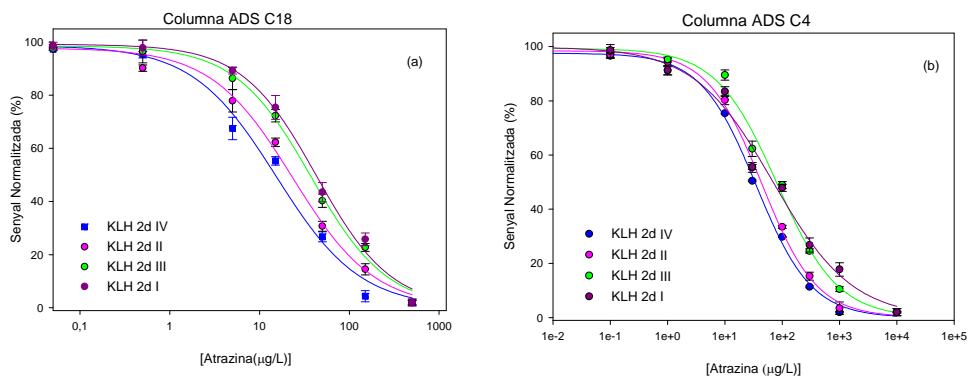 Columna ADS C18
Senyal Normalitzada (%)
100
80
60
40
20
0
(a)
KLH 2d IV
KLH 2d II
KLH 2d III
KLH 2d I
0,1
1
10
100
1000
[Atrazina(µg/L)]
Columna ADS C4
Senyal Normalitzada (%)
100
80
60
40
20
0
(b)
KLH 2d IV
KLH 2d II
KLH 2d III
KLH 2d I
1e-2
1e-1
1e+0
1e+1
1e+2
1e+3
1e+4
1e+5
[Atrazina (µg/L)]